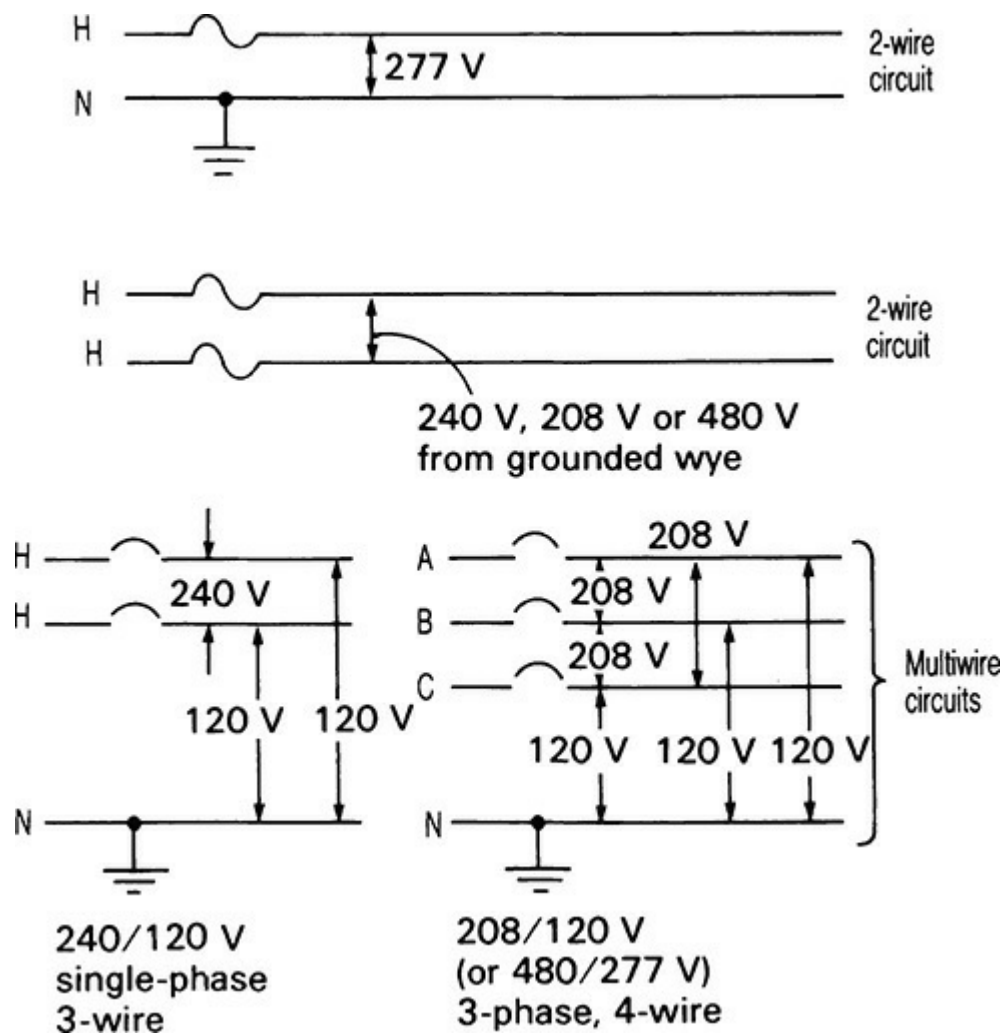 H
277 V
N
2-wire
circuit
H
H
2-wire
circuit
240 V, 208 V or 480 V
from grounded wye
H
240 V
H
120 V
120 V
N
240/120 V
single-phase
3-wire
A
208 V
208 V
B
208 V
C
120 V
120 V
120 V
N
Multiwire
circuits
208/120 V
(or 480/277 V)
3-phase, 4-wire